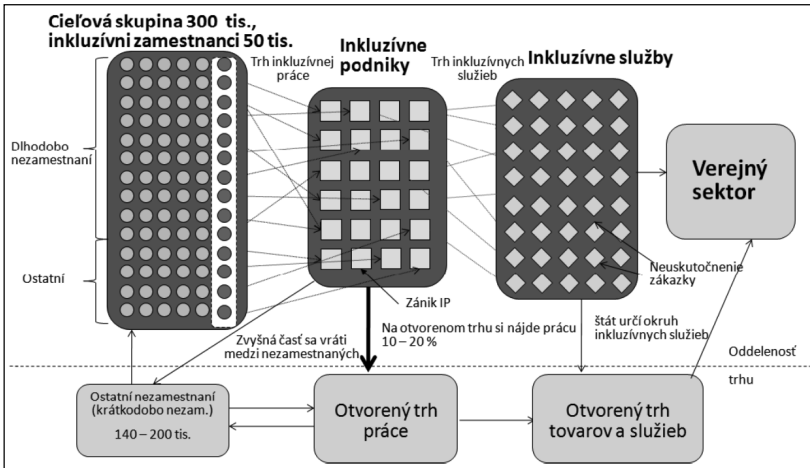 Cieľová skupina 300 tis.,
inkluzívni zamestnanci 50 tis.
Trh inkluzívnej
práce
Inkluzívne
podniky
Trh inkluzívnych
služieb
Inkluzívne služby
Dlhodobo
nezamestnaní
Verejný
sektor
Ostatní
Neuskutočnenie
zákazky
Zánik IP
Zvyšná časť sa vráti
medzi nezamestnaných
Na otvorenom trhu si nájde prácu
10 – 20 %
štát určí okruh
inkluzívnych služieb
Oddelenosť
trhu
Ostatní nezamestnaní
(krátkodobo nezam.)
140 – 200 tis.
Otvorený trh
práce
Otvorený trh
tovarov a služieb